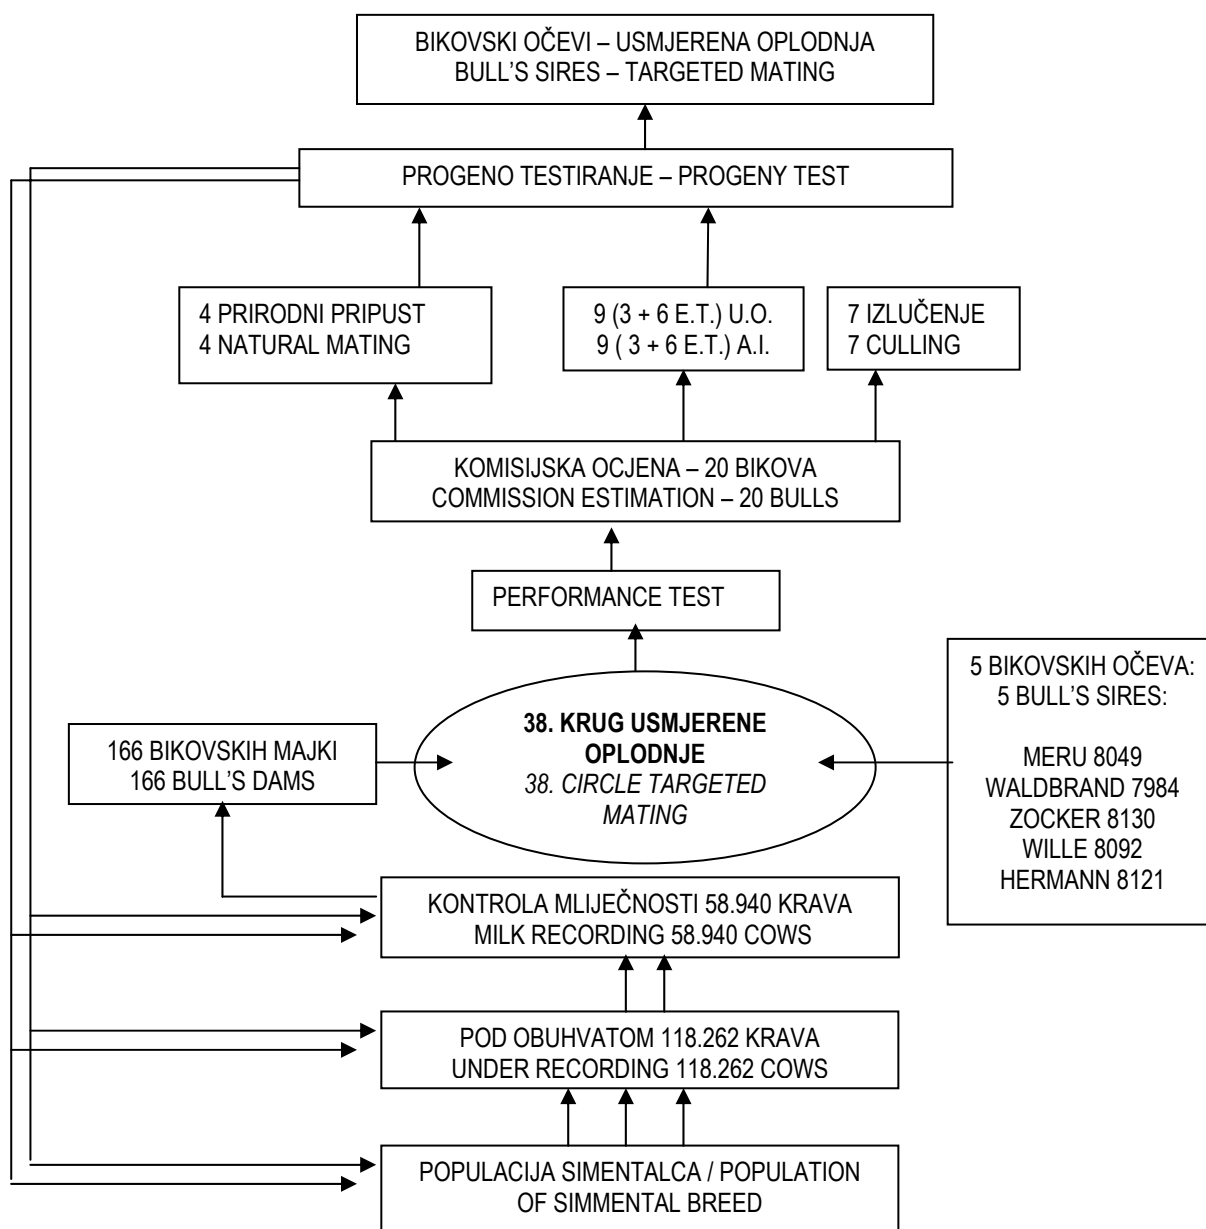 BIKOVSKI OČEVI – USMJERENA OPLODNJA
BULL'S SIRES – TARGETED MATING
PROGENO TESTIRANJE – PROGENY TEST
4 PRIRODNI PRIPUST
4 NATURAL MATING
9 (3 + 6 E.T.) U.O.
9 ( 3 + 6 E.T.) A.I.
7 IZLUČENJE
7 CULLING
KOMISIJSKA OCJENA – 20 BIKOVA
COMMISSION ESTIMATION – 20 BULLS
PERFORMANCE TEST
5 BIKOVSKIH OČEVA:
5 BULL'S SIRES:
MERU 8049
WALDBRAND 7984
ZOCKER 8130
WILLE 8092
HERMANN 8121
38. KRUG USMJERENE
OPLODNJE
38. CIRCLE TARGETED
MATING
166 BIKOVSKIH MAJKI
166 BULL'S DAMS
KONTROLA MLIJEČNOSTI 58.940 KRAVA
MILK RECORDING 58.940 COWS
POD OBUHVATOM 118.262 KRAVA
UNDER RECORDING 118.262 COWS
POPULACIJA SIMENTALCA / POPULATION
OF SIMMENTAL BREED